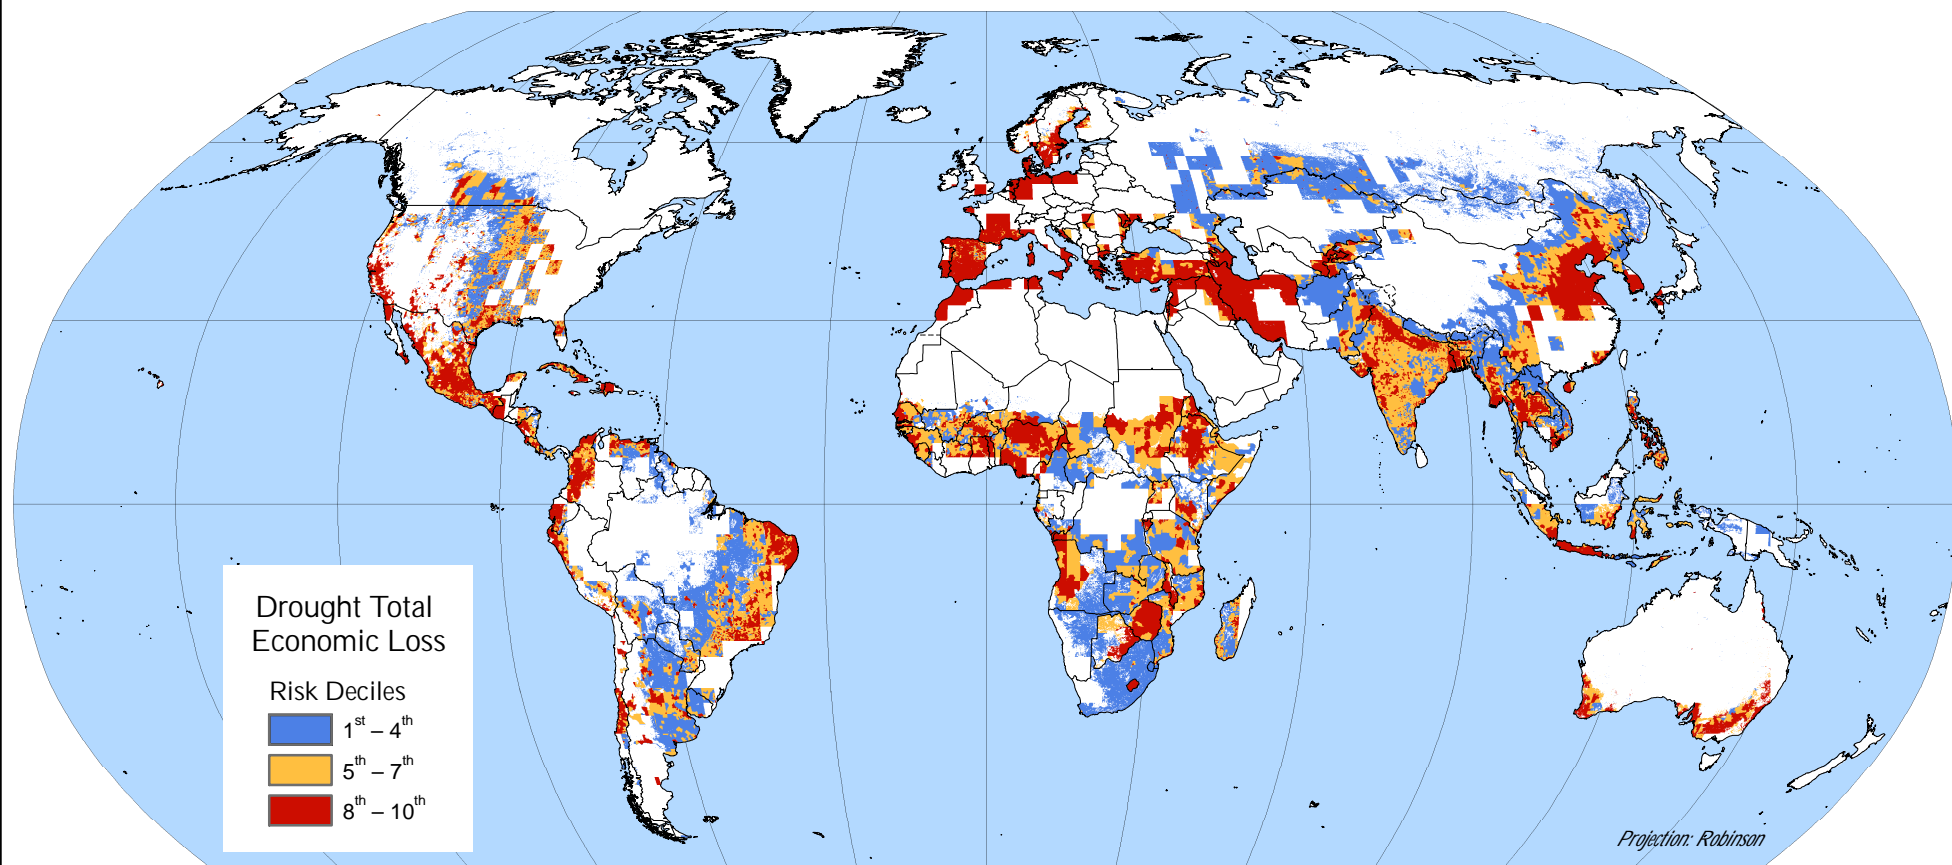 Drought Total
Economic Loss
Risk Deciles
1st – 4th
5th – 7th
8th – 10th
Projection: Robinson